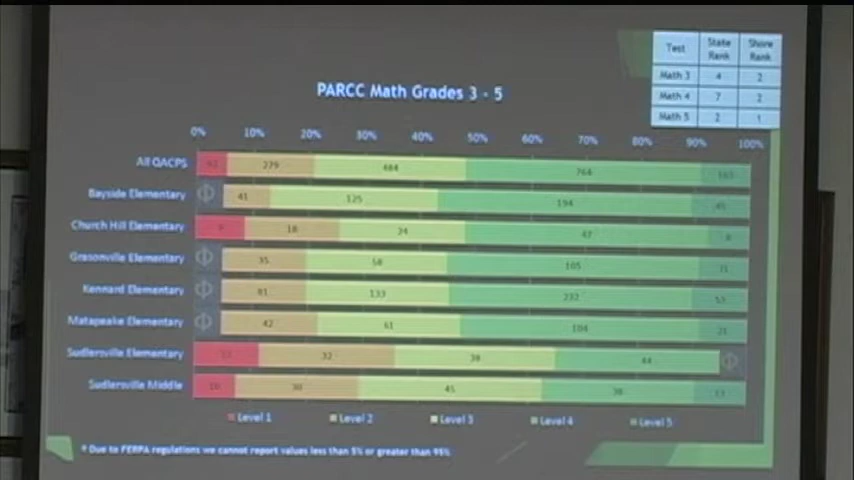 Test State Rank Shore Rank
Math 3 4 2
Math 4 7 2
Math 5 2 1
PARCC Math Grades 3 - 5
0% 10% 20% 30% 40% 50% 60% 70% 80% 90% 100%
All QACPS 279 484 764
Bayside Elementary Φ 41 125 194
Church Hill Elementary 18 34 47
Grasonville Elementary Φ 35 58 105 21
Kennard Elementary Φ 81 133 232 53
Matapeake Elementary Φ 42 61 104 21
Sudlersville Elementary 32 39 44 Φ
Sudlersville Middle 30 45 38
Level 1 Level 2 Level 3 Level 4 Level 5
* Due to FERPA regulations we cannot report values less than 5% or greater than 95%